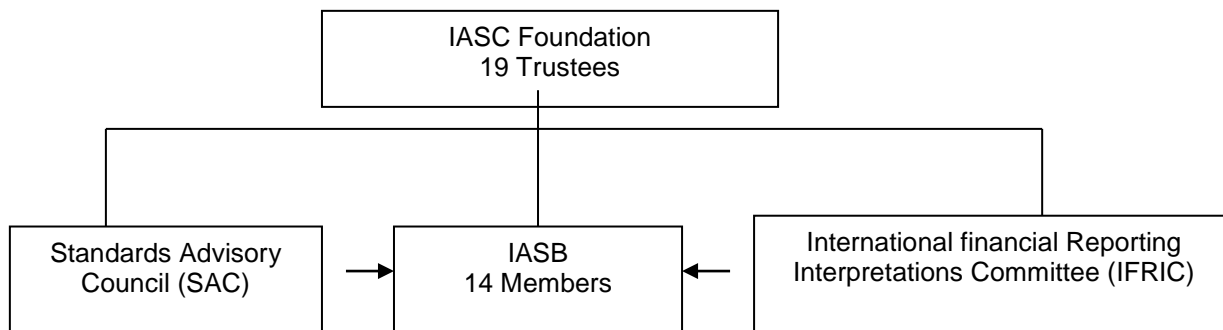 IASC Foundation
19 Trustees
Standards Advisory
Council (SAC)
IASB
14 Members
International financial Reporting
Interpretations Committee (IFRIC)